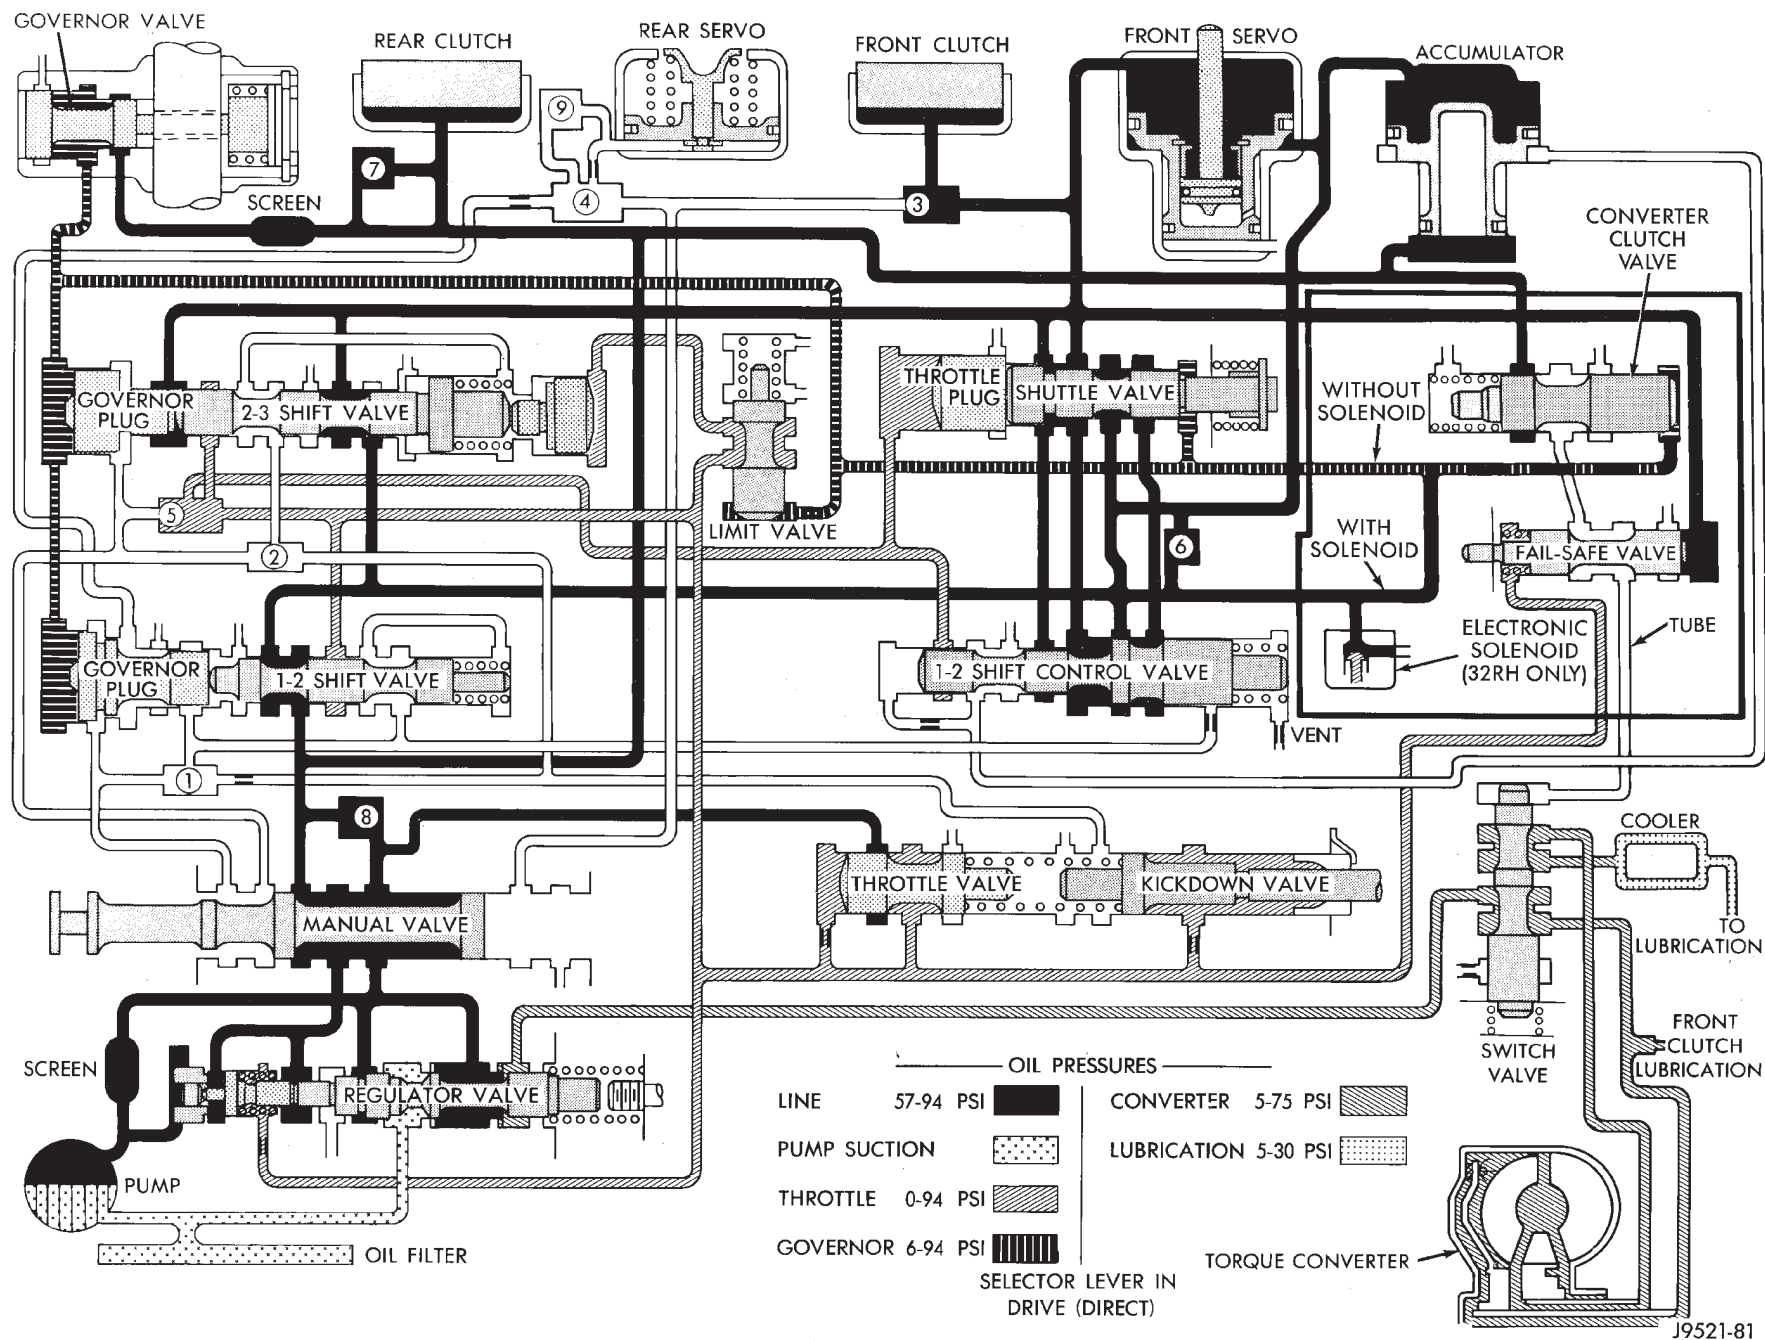 GOVERNOR VALVE
REAR CLUTCH
REAR SERVO
FRONT CLUTCH
FRONT SERVO
ACCUMULATOR
9
7
4
3
SCREEN
CONVERTER
CLUTCH
VALVE
GOVERNOR
PLUG
2-3 SHIFT VALVE
THROTTLE
PLUG
SHUTTLE VALVE
WITHOUT
SOLENOID
5
LIMIT VALVE
2
6
WITH
SOLENOID
FAIL-SAFE VALVE
TUBE
ELECTRONIC
SOLENOID
(32RH ONLY)
GOVERNOR
PLUG
1-2 SHIFT VALVE
1-2 SHIFT CONTROL VALVE
VENT
1
8
COOLER
THROTTLE VALVE
KICKDOWN VALVE
MANUAL VALVE
TO
LUBRICATION
SCREEN
REGULATOR VALVE
SWITCH
VALVE
FRONT
CLUTCH
LUBRICATION
PUMP
OIL FILTER
OIL PRESSURES
LINE 57-94 PSI
PUMP SUCTION
THROTTLE 0-94 PSI
GOVERNOR 6-94 PSI
CONVERTER 5-75 PSI
LUBRICATION 5-30 PSI
SELECTOR LEVER IN
DRIVE (DIRECT)
TORQUE CONVERTER
J9521-81